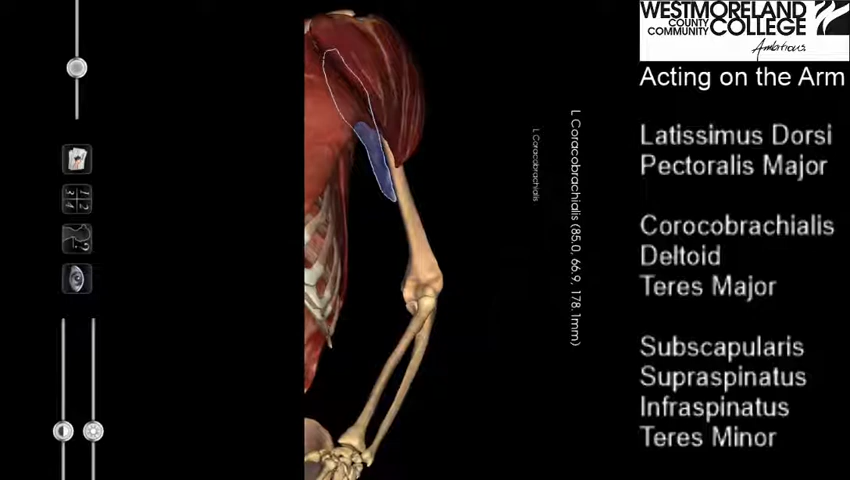 WESTMORELAND
COUNTY
COMMUNITY
COLLEGE
Ambitious.
Acting on the Arm
Latissimus Dorsi
Pectoralis Major
Corocobrachialis
Deltoid
Teres Major
Subscapularis
Supraspinatus
Infraspinatus
Teres Minor
L Coracobrachialis
L Coracobrachialis (85.0, 66.9, 178.1mm)